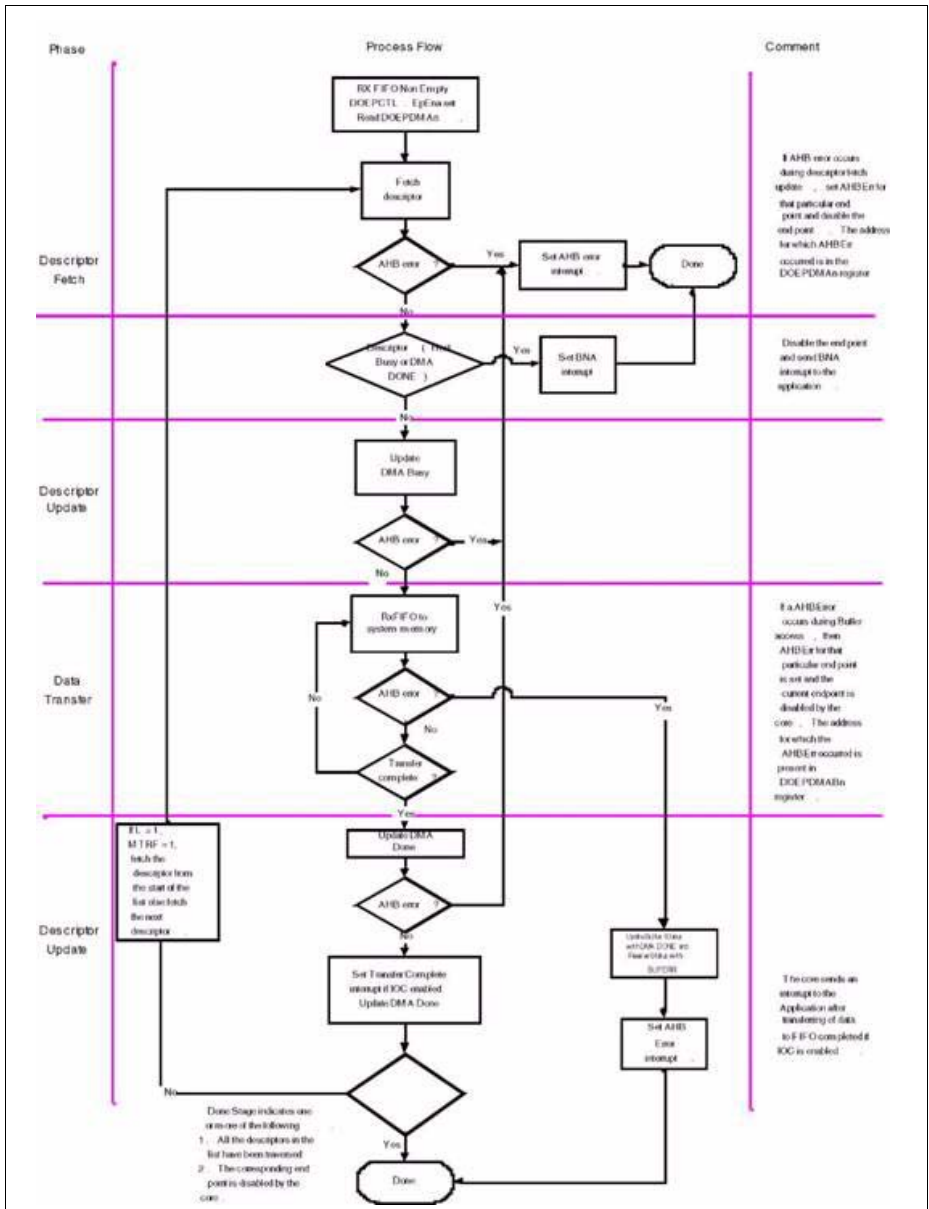 Phase
Process Flow
Comment
RX FIFO Non Empty
DOEPCTL . EpEna set
Read DOEPDMAn .
Fetch
descriptor
If AHB error occurs
during descriptor fetch
update , set AHBErr for
that particular end
point and disable the
end point . The address
for which AHBErr
occurred is in the
DOEPDMAn register
Descriptor
Fetch
AHB error ?
Yes
Set AHB error
interrupt .
Done
No
Descriptor ( Host
Busy or DMA
DONE )
Yes
Set BNA
interrupt
Disable the end point
and send BNA
interrupt to the
application .
No
Descriptor
Update
Update
DMA Busy
AHB error ?
Yes
No
Data
Transfer
RxFIFO to
system memory
Yes
AHB error ?
No
Yes
No
Transfer
complete ?
If a AHBError
occurs during Buffer
access , then
AHBErr for that
particular end point
is set and the
current endpoint is
disabled by the
core . The address
for which the
AHBErr occurred is
present in
DOEPDMABn
register .
Yes
If L = 1,
MTRF = 1,
fetch the
descriptor from
the start of the
list else fetch
the next
descriptor .
Update DMA
Done
AHB error ?
Descriptor
Update
No
Set Transfer Complete
interrupt if IOC enabled
Update DMA Done
Update Buffer Status
with DMA DONE and
Status with
BUFERR
Set AHB
Error
interrupt .
The core sends an
interrupt to the
Application after
transferring of data
to FIFO completed if
IOC is enabled .
No
Done Stage indicates one
or more of the following
1 . All the descriptors in the
list have been traversed
2 . The corresponding end
point is disabled by the
core .
Yes
Done